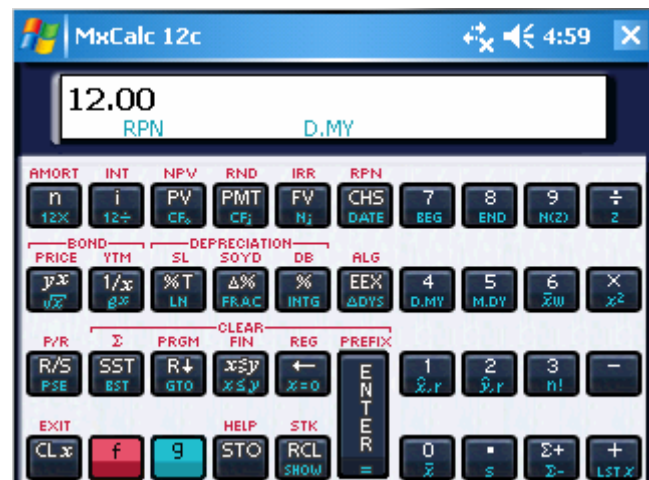 MxCalc 12c 4:59
12.00
RPN D.MY
AMORT INT NPV RND IRR RPN
n i PV PMT FV CHS 7 8 9 ÷
12X 12÷ CF₀ CFj Nj DATE BEG END N(Z) Z
BOND DEPRECIATION
PRICE YTM SL SOYD DB ALG
yˣ 1/x %T Δ% % EEX 4 5 6 X
√x eˣ LN FRAC INTG ΔDYS D.MY M.DY x̄w x²
CLEAR
P/R Σ PRGM FIN REG PREFIX
R/S SST R↓ x≶y ← ENTER 1 2 3 −
PSE BST GTO x≤y x=0 x̂,r ŷ,r n!
EXIT HELP STK
CLx f g STO RCL 0 . Σ+ +
SHOW = x̄ s Σ- LST X